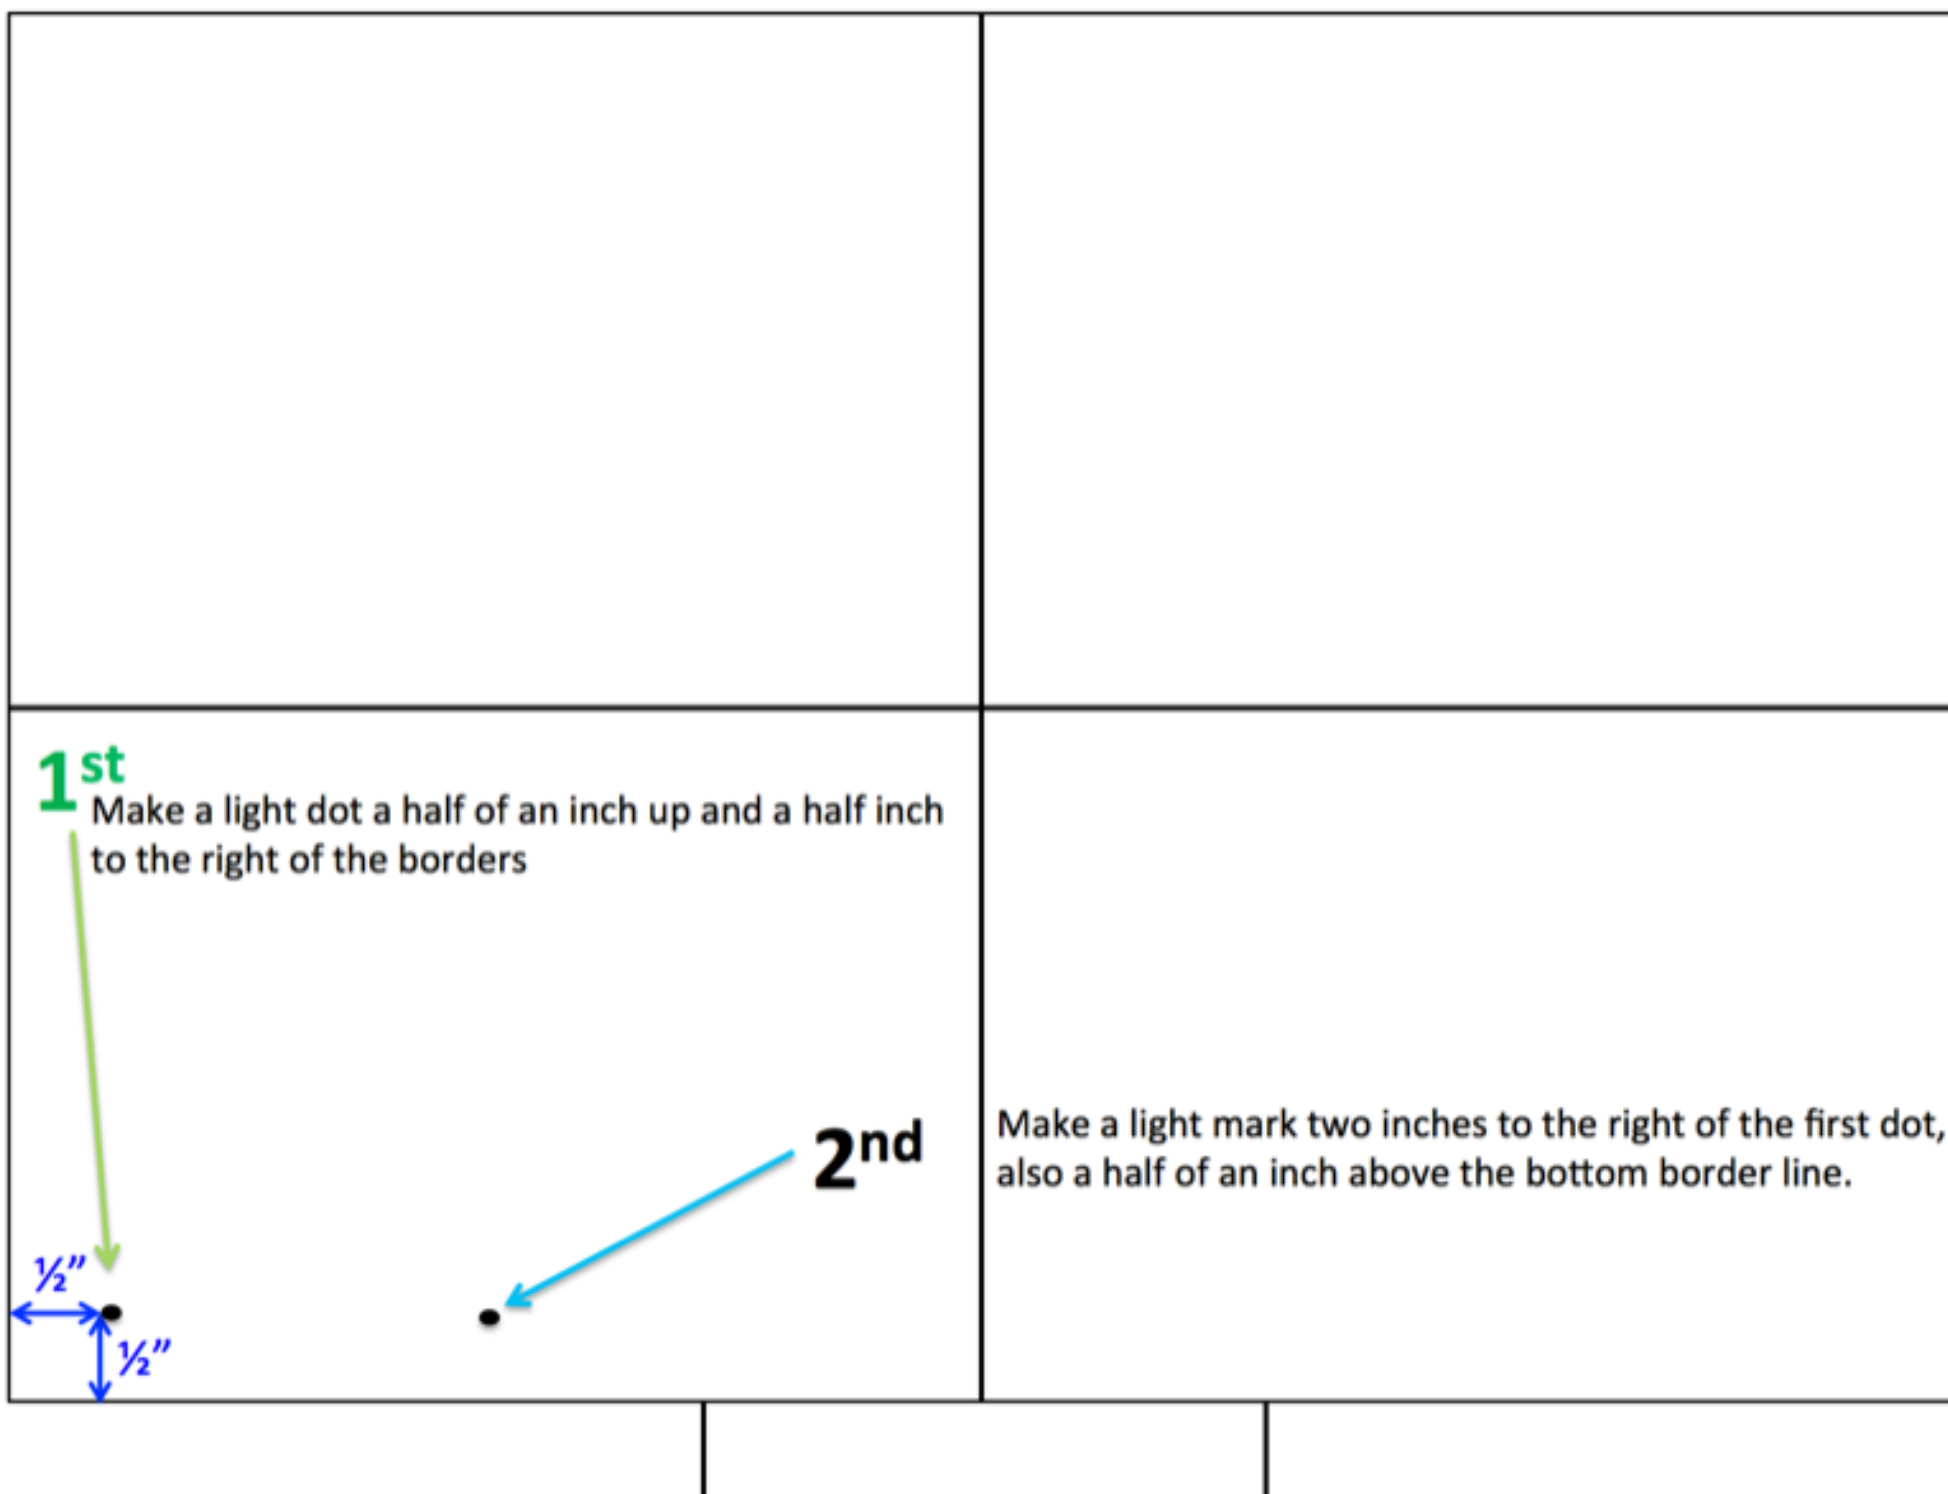 1st
Make a light dot a half of an inch up and a half inch
to the right of the borders
2nd
Make a light mark two inches to the right of the first dot,
also a half of an inch above the bottom border line.
½”
½”